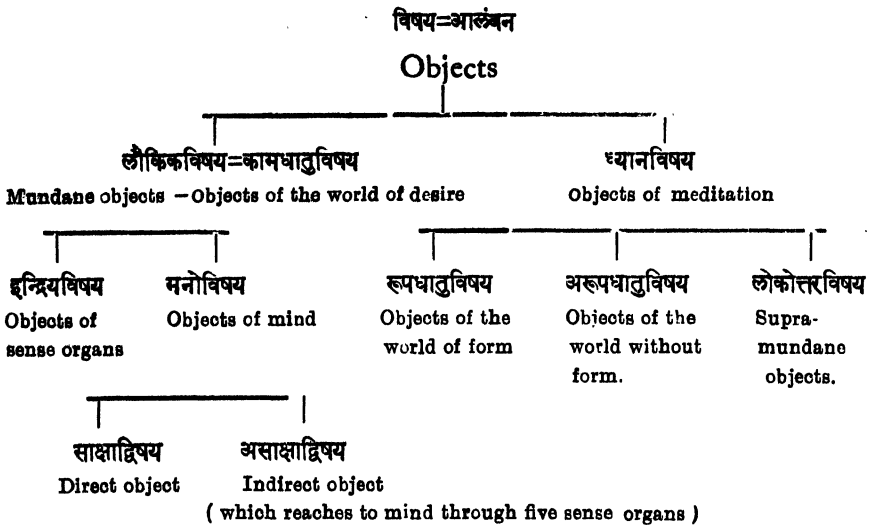 विषय=आलंबन
Objects
लौकिकविषय=कामधातुविषय
ध्यानविषय
Mundane objects —Objects of the world of desire
Objects of meditation
इन्द्रियविषय
मनोविषय
रूपधातुविषय
अरूपधातुविषय
लोकोत्तरविषय
Objects of
sense organs
Objects of mind
Objects of the
world of form
Objects of the
world without
form.
Supra-
mundane
objects.
साक्षाद्विषय
असाक्षाद्विषय
Direct object
Indirect object
( which reaches to mind through five sense organs )